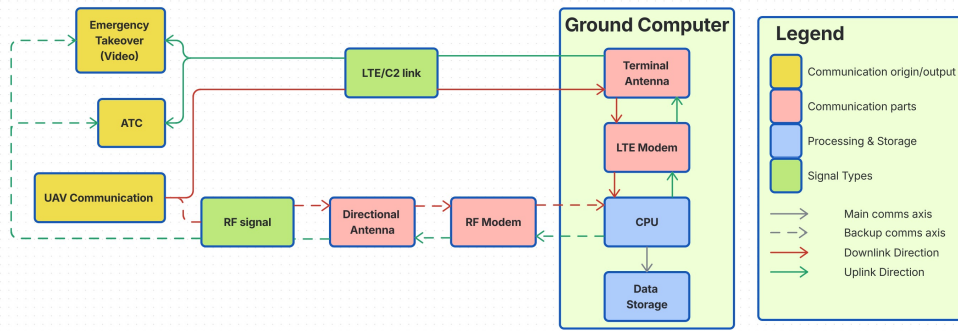 Emergency
Takeover
(Video)
ATC
UAV Communication
LTE/C2 link
RF signal
Directional
Antenna
RF Modem
Ground Computer
Terminal
Antenna
LTE Modem
CPU
Data
Storage
Legend
Communication origin/output
Communication parts
Processing & Storage
Signal Types
Main comms axis
Backup comms axis
Downlink Direction
Uplink Direction